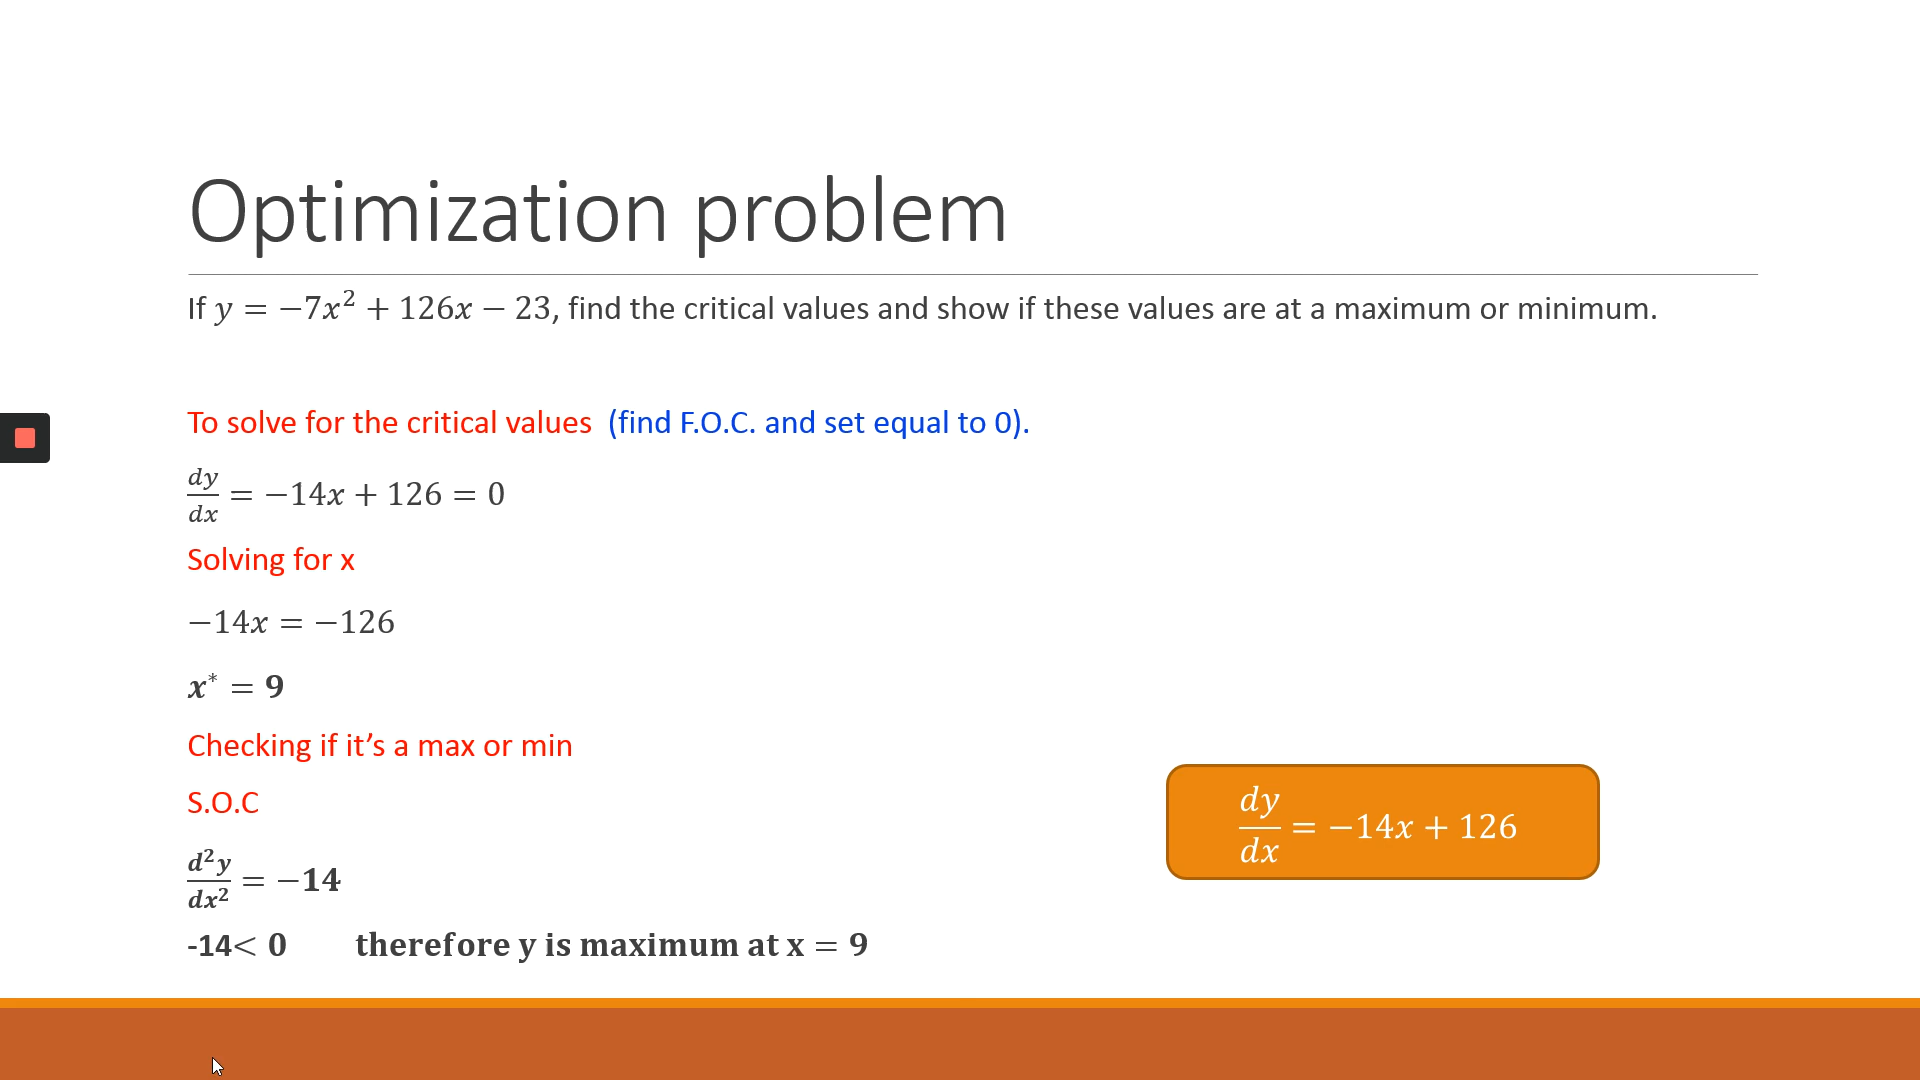 Optimization problem
If y = −7x² + 126x − 23, find the critical values and show if these values are at a maximum or minimum.
To solve for the critical values (find F.O.C. and set equal to 0).
dy/dx = −14x + 126 = 0
Solving for x
−14x = −126
x* = 9
Checking if it’s a max or min
S.O.C
d²y/dx² = −14
-14< 0 therefore y is maximum at x = 9
dy/dx = −14x + 126